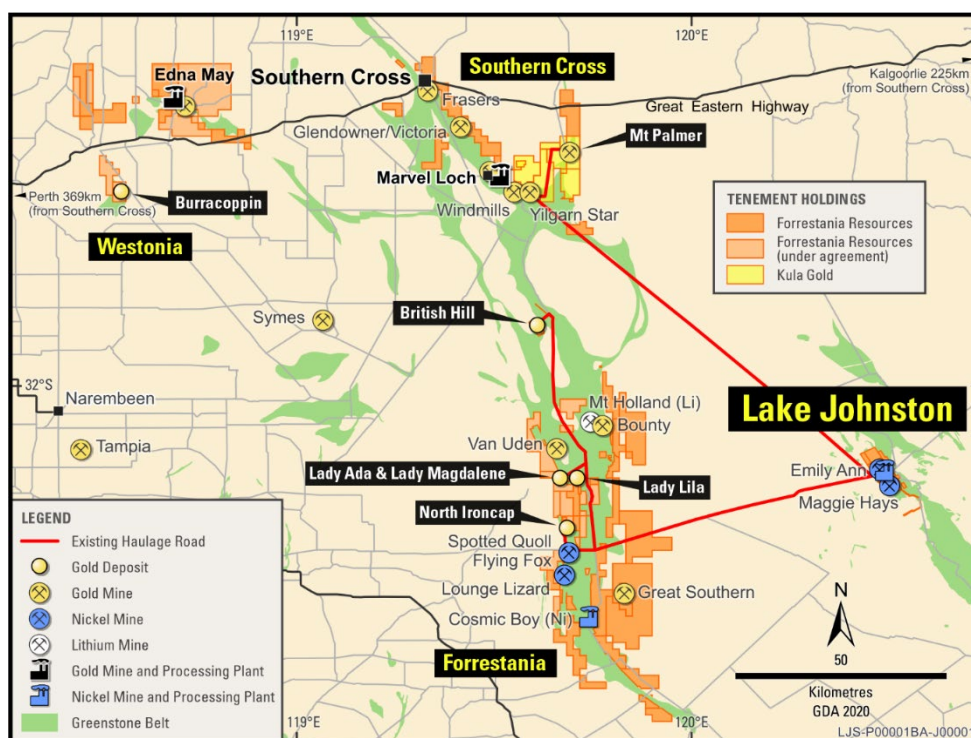 119°E
120°E
Edna May
Southern Cross
Southern Cross
Kalgoorlie 225km
(from Southern Cross)
Frasers
Great Eastern Highway
Glendowner/Victoria
Mt Palmer
Marvel Loch
Perth 369km
(from Southern Cross)
Burracoppin
Windmills
Yilgarn Star
Westonia
TENEMENT HOLDINGS
Forrestania Resources
Forrestania Resources
(under agreement)
Kula Gold
British Hill
Symes
32°S
Narembeen
Mt Holland (Li)
Bounty
Lake Johnston
Tampia
Van Uden
Emily Ann
Lady Ada & Lady Magdalene
Lady Lila
Maggie Hays
North Ironcap
Spotted Quoll
Flying Fox
Lounge Lizard
Great Southern
Cosmic Boy (Ni)
Forrestania
LEGEND
Existing Haulage Road
Gold Deposit
Gold Mine
Nickel Mine
Lithium Mine
Gold Mine and Processing Plant
Nickel Mine and Processing Plant
Greenstone Belt
N
50
Kilometres
GDA 2020
119°E
120°E
LJS-P00001BA-J00001